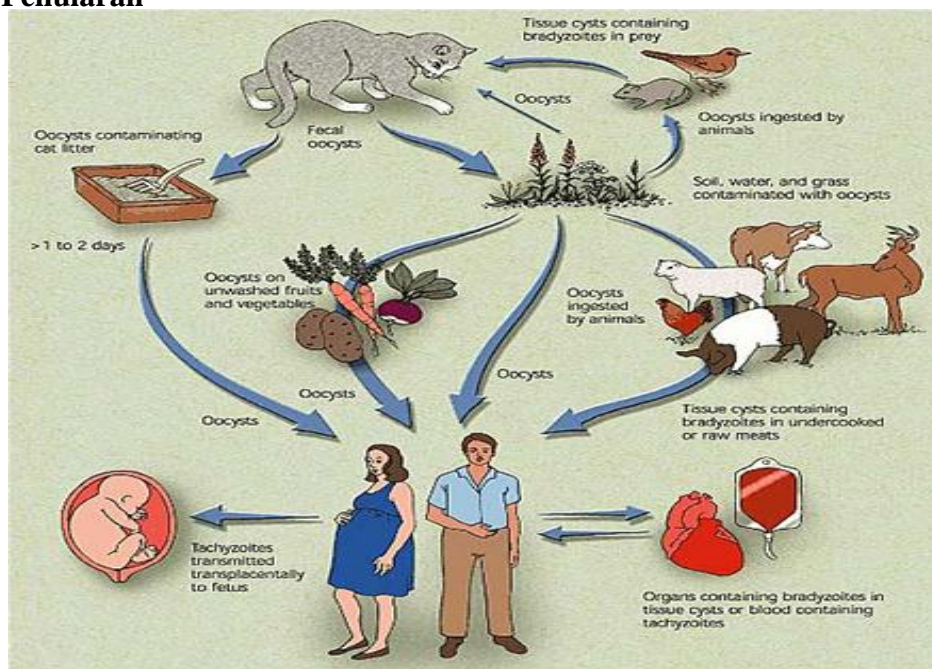 Penularan
Tissue cysts containing
bradyzoites in prey
Oocysts
Oocysts ingested by
animals
Oocysts contaminating
cat litter
Fecal
oocysts
Soil, water, and grass
contaminated with oocysts
>1 to 2 days
Oocysts on
unwashed fruits
and vegetables
Oocysts
ingested
by animals
Oocysts
Oocysts
Oocysts
Tissue cysts containing
bradyzoites in undercooked
or raw meats
Tachyzoites
transmitted
transplacentally
to fetus
Organs containing bradyzoites in
tissue cysts or blood containing
tachyzoites